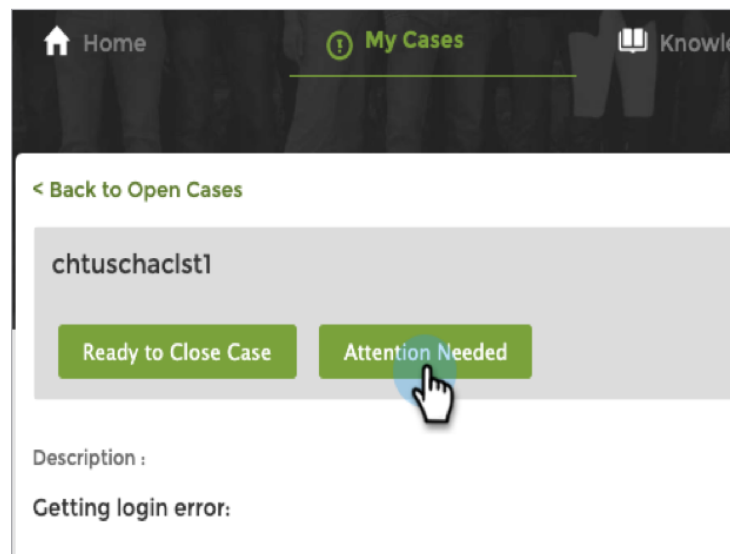 Home My Cases
< Back to Open Cases
chtuschaclst1
Ready to Close Case Attention Needed
Description :
Getting login error: